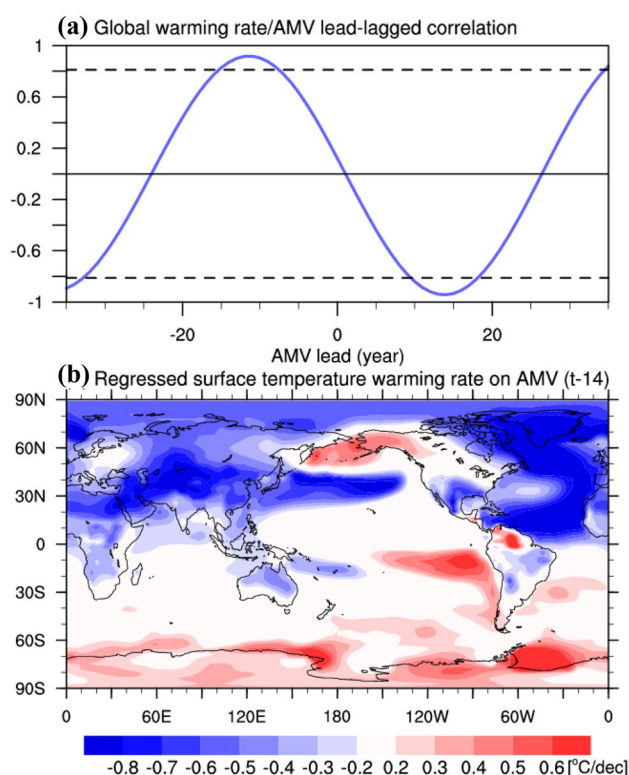 (a) Global warming rate/AMV lead-lagged correlation
1
0.6
0.2
-0.2
-0.6
-1
-20 0 20
AMV lead (year)
(b) Regressed surface temperature warming rate on AMV (t-14)
90N
60N
30N
0
30S
60S
90S
0 60E 120E 180 120W 60W 0
-0.8 -0.7 -0.6 -0.5 -0.4 -0.3 -0.2 0.2 0.3 0.4 0.5 0.6[°C/dec]